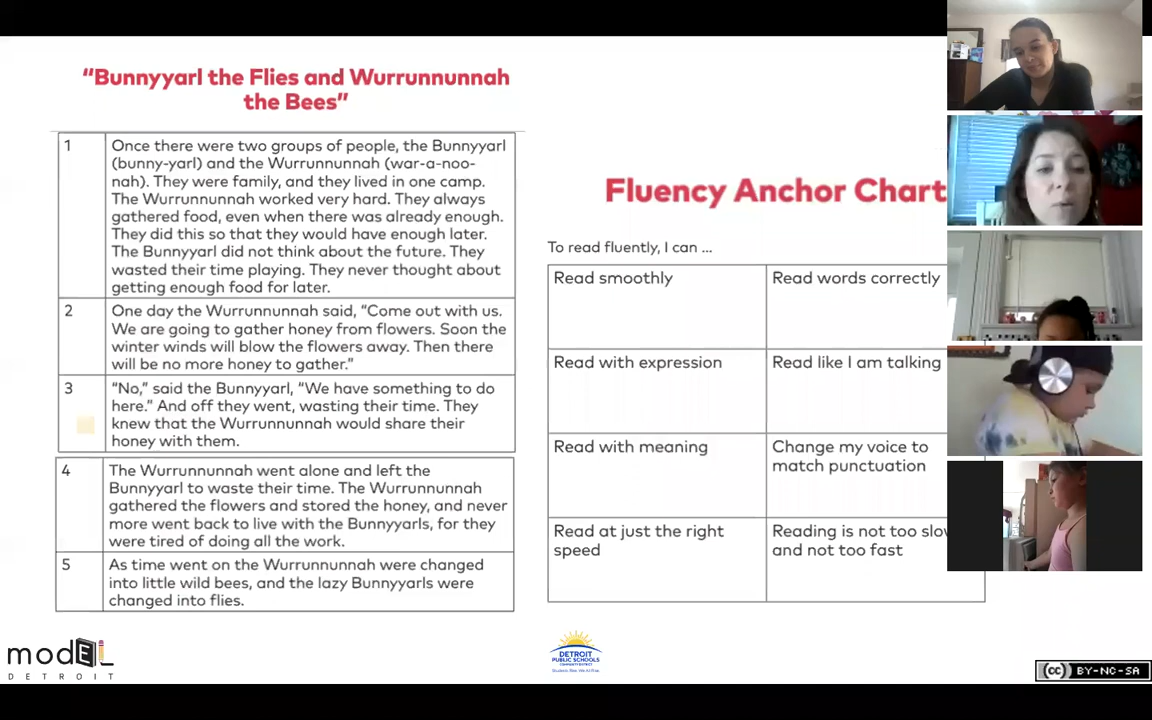 "Bunnyyarl the Flies and Wurrunnunnah
the Bees"
1
Once there were two groups of people, the Bunnyyarl
(bunny-yarl) and the Wurrunnunnah (war-a-noo-
nah). They were family, and they lived in one camp.
The Wurrunnunnah worked very hard. They always
gathered food, even when there was already enough.
They did this so that they would have enough later.
The Bunnyyarl did not think about the future. They
wasted their time playing. They never thought about
getting enough food for later.
2
One day the Wurrunnunnah said, "Come out with us.
We are going to gather honey from flowers. Soon the
winter winds will blow the flowers away. Then there
will be no more honey to gather."
3
"No," said the Bunnyyarl, "We have something to do
here." And off they went, wasting their time. They
knew that the Wurrunnunnah would share their
honey with them.
4
The Wurrunnunnah went alone and left the
Bunnyyarl to waste their time. The Wurrunnunnah
gathered the flowers and stored the honey, and never
more went back to live with the Bunnyyarls, for they
were tired of doing all the work.
5
As time went on the Wurrunnunnah were changed
into little wild bees, and the lazy Bunnyyarls were
changed into flies.
Fluency Anchor Chart
To read fluently, I can ...
Read smoothly
Read words correctly
Read with expression
Read like I am talking
Read with meaning
Change my voice to
match punctuation
Read at just the right
speed
Reading is not too slow
and not too fast
modEL
DETROIT
DETROIT
PUBLIC SCHOOLS
COMMUNITY DISTRICT
Students Rise. We All Rise.
cc BY-NC-SA